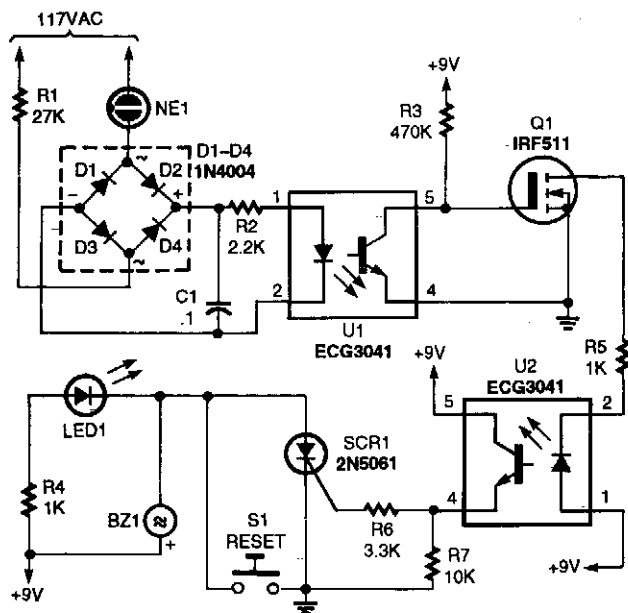 117VAC
R1
27K
NE1
D1–D4
1N4004
D1
D2
D3
D4
~
~
−
+
R2
2.2K
C1
.1
1
2
5
4
U1
ECG3041
+9V
R3
470K
Q1
IRF511
R5
1K
U2
ECG3041
+9V
5
4
2
1
+9V
LED1
R4
1K
+9V
BZ1
+
S1
RESET
SCR1
2N5061
R6
3.3K
R7
10K